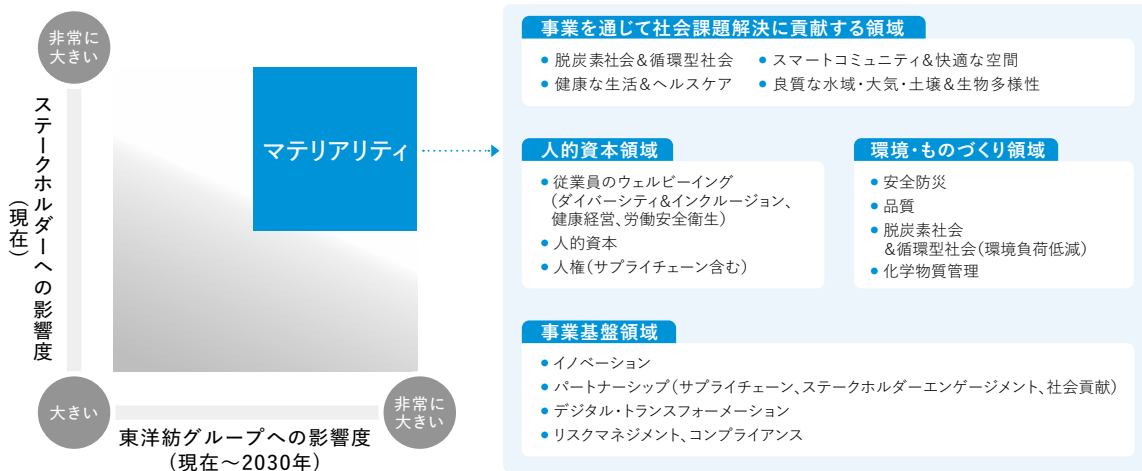 非常に
大きい
ステークホルダーへの影響度
(現在)
マテリアリティ
大きい
非常に
大きい
東洋紡グループへの影響度
(現在～2030年)
事業を通じて社会課題解決に貢献する領域
● 脱炭素社会&循環型社会 ● スマートコミュニティ&快適な空間
● 健康な生活&ヘルスケア ● 良質な水域・大気・土壌&生物多様性
人的資本領域
● 従業員のウェルビーイング
(ダイバーシティ&インクルージョン、
健康経営、労働安全衛生)
● 人的資本
● 人権(サプライチェーン含む)
環境・ものづくり領域
● 安全防災
● 品質
● 脱炭素社会
&循環型社会(環境負荷低減)
● 化学物質管理
事業基盤領域
● イノベーション
● パートナーシップ(サプライチェーン、ステークホルダーエンゲージメント、社会貢献)
● デジタル・トランスフォーメーション
● リスクマネジメント、コンプライアンス